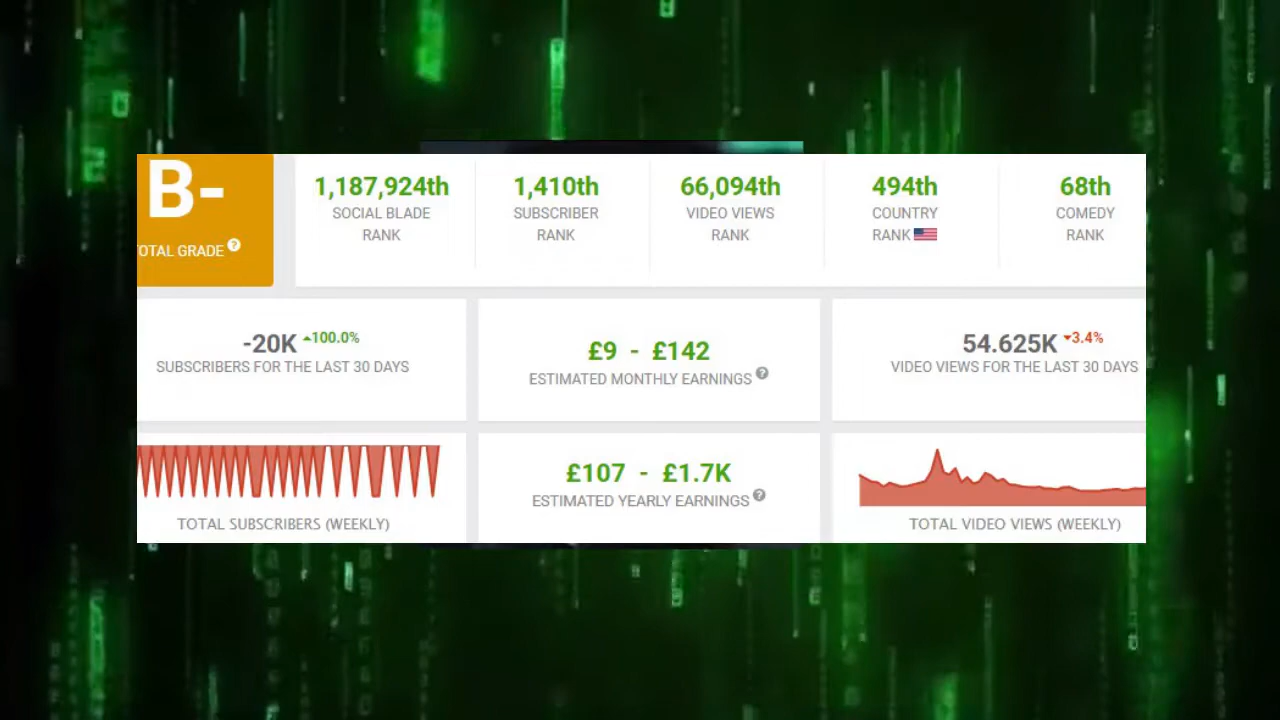 B-
OTAL GRADE ?
1,187,924th
SOCIAL BLADE
RANK
1,410th
SUBSCRIBER
RANK
66,094th
VIDEO VIEWS
RANK
494th
COUNTRY
RANK
68th
COMEDY
RANK
-20K 100.0%
SUBSCRIBERS FOR THE LAST 30 DAYS
£9 - £142
ESTIMATED MONTHLY EARNINGS ?
54.625K 3.4%
VIDEO VIEWS FOR THE LAST 30 DAYS
TOTAL SUBSCRIBERS (WEEKLY)
£107 - £1.7K
ESTIMATED YEARLY EARNINGS ?
TOTAL VIDEO VIEWS (WEEKLY)